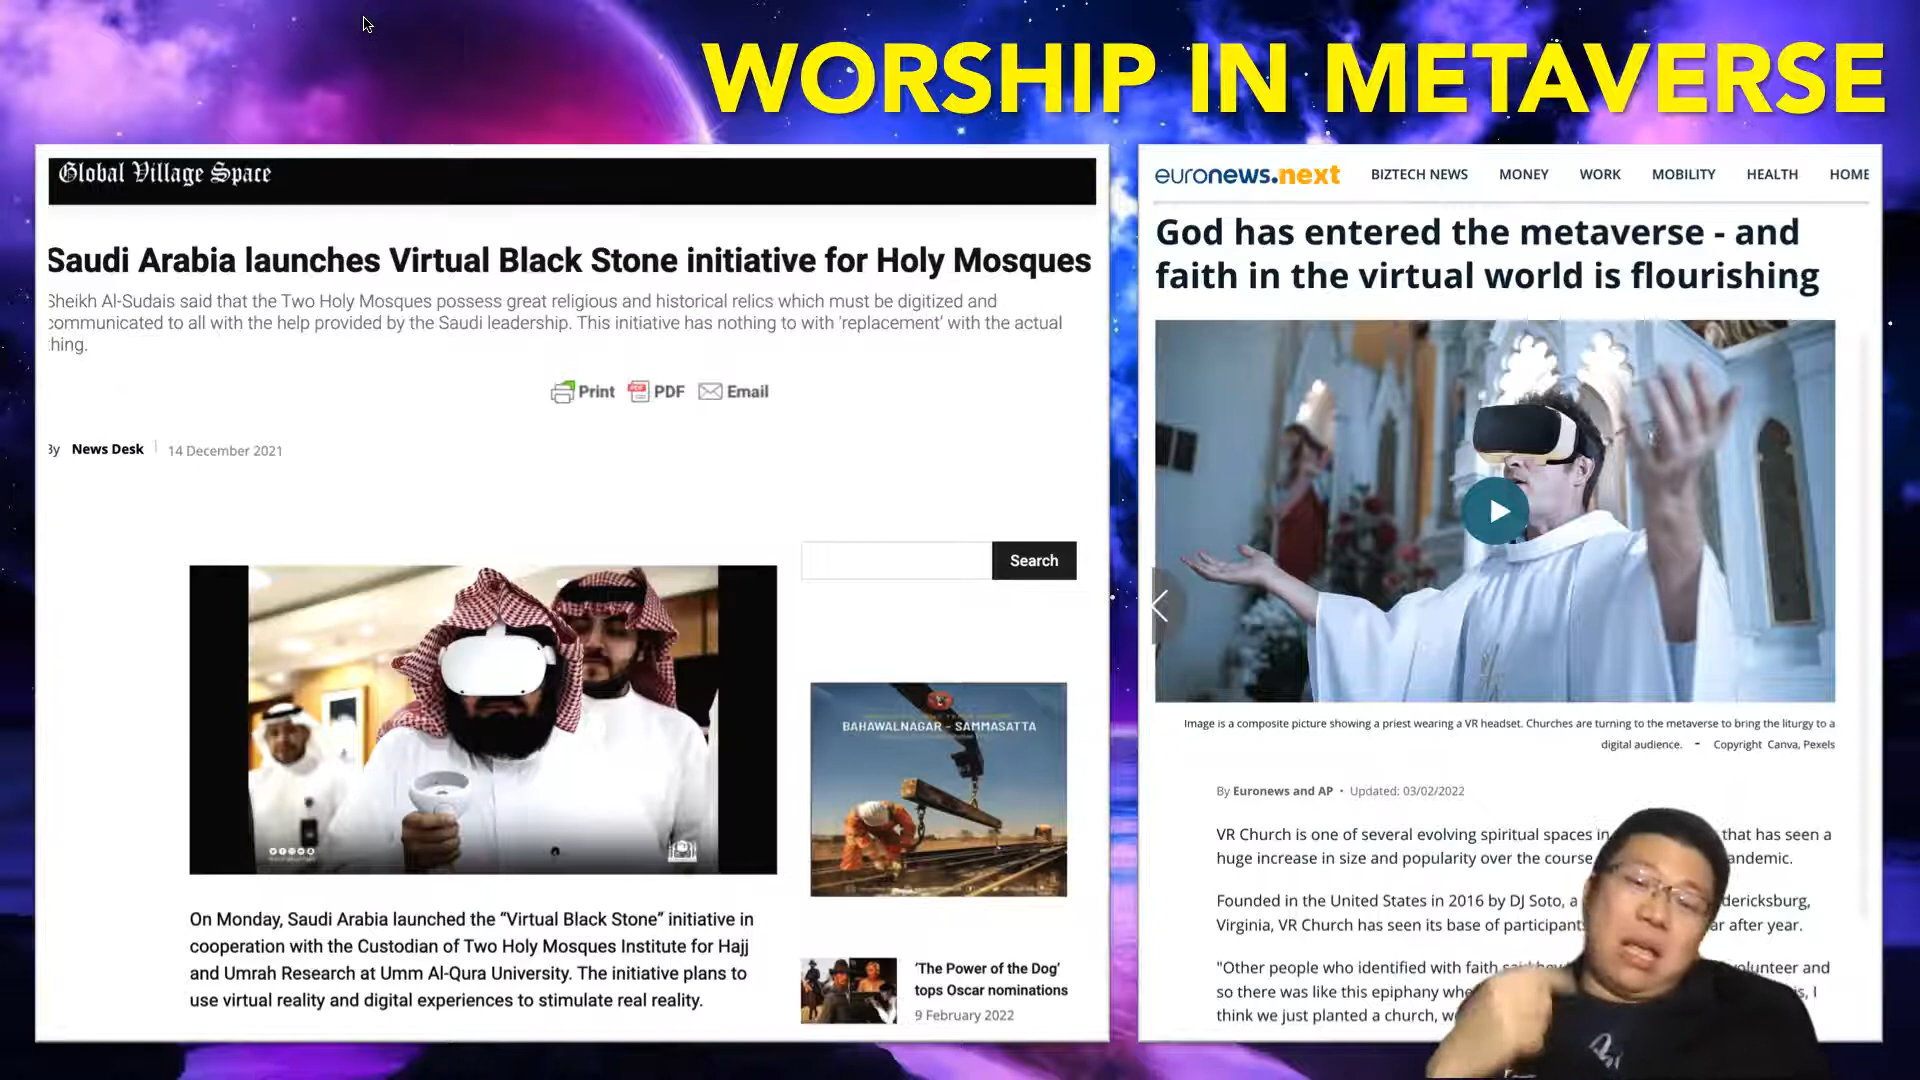 WORSHIP IN METAVERSE
Global Village Space
Saudi Arabia launches Virtual Black Stone initiative for Holy Mosques
Sheikh Al-Sudais said that the Two Holy Mosques possess great religious and historical relics which must be digitized and
communicated to all with the help provided by the Saudi leadership. This initiative has nothing to with 'replacement' with the actual
thing.
Print PDF Email
By News Desk 14 December 2021
Search
BAHAWALNAGAR – SAMMASATTA
On Monday, Saudi Arabia launched the “Virtual Black Stone” initiative in
cooperation with the Custodian of Two Holy Mosques Institute for Hajj
and Umrah Research at Umm Al-Qura University. The initiative plans to
use virtual reality and digital experiences to stimulate real reality.
‘The Power of the Dog’
tops Oscar nominations
9 February 2022
euronews.next BIZTECH NEWS MONEY WORK MOBILITY HEALTH HOME
God has entered the metaverse - and
faith in the virtual world is flourishing
Image is a composite picture showing a priest wearing a VR headset. Churches are turning to the metaverse to bring the liturgy to a
digital audience. - Copyright Canva, Pexels
By Euronews and AP • Updated: 03/02/2022
VR Church is one of several evolving spiritual spaces in that has seen a
huge increase in size and popularity over the course andemic.
Founded in the United States in 2016 by DJ Soto, a dericksburg,
Virginia, VR Church has seen its base of participants ar after year.
"Other people who identified with faith said volunteer and
so there was like this epiphany whe is, I
think we just planted a church, w